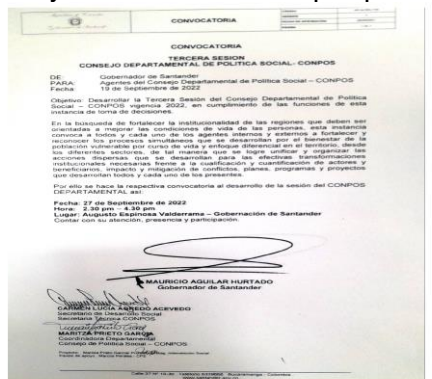 CONVOCATORIA
CONVOCATORIA
TERCERA SESION
CONSEJO DEPARTAMENTAL DE POLITICA SOCIAL- CONPOS
DE: Gobernador de Santander
PARA: Agentes del Consejo Departamental de Política Social – CONPOS
Fecha: 19 de Septiembre de 2022
Objetivo: Desarrollar la Tercera Sesión del Consejo Departamental de Política
Social – CONPOS vigencia 2022, en cumplimiento de las funciones de esta
instancia de toma de decisiones.
En la búsqueda de fortalecer la institucionalidad de las regiones que deben ser
orientadas a mejorar las condiciones de vida de las personas, esta instancia
convoca a todos y cada uno de los agentes internos y externos a fortalecer y
reconocer los procesos simultáneos que se desarrollan por el bienestar de la
población vulnerable por curso de vida y enfoque diferencial en el territorio, desde
los diferentes sectores, de tal manera que se logre unificar y organizar las
acciones dispersas que se desarrollan para las efectivas transformaciones
institucionales necesarias frente a la cualificación y cuantificación de actores y
beneficiarios, impacto y mitigación de conflictos, planes, programas y proyectos
que desarrollan todos y cada uno de los presentes.
Por ello se hace la respectiva convocatoria al desarrollo de la sesión del CONPOS
DEPARTAMENTAL así:
Fecha: 27 de Septiembre de 2022
Hora: 2.30 pm – 4.30 pm
Lugar: Augusto Espinosa Valderrama – Gobernación de Santander
Contar con su atención, presencia y participación.
MAURICIO AGUILAR HURTADO
Gobernador de Santander
CARMEN LUCIA AGREDO ACEVEDO
Secretaria de Desarrollo Social
Secretaria Técnica CONPOS
MARITZA PRIETO GARCIA
Coordinadora Departamental
Consejo de Política Social – CONPOS